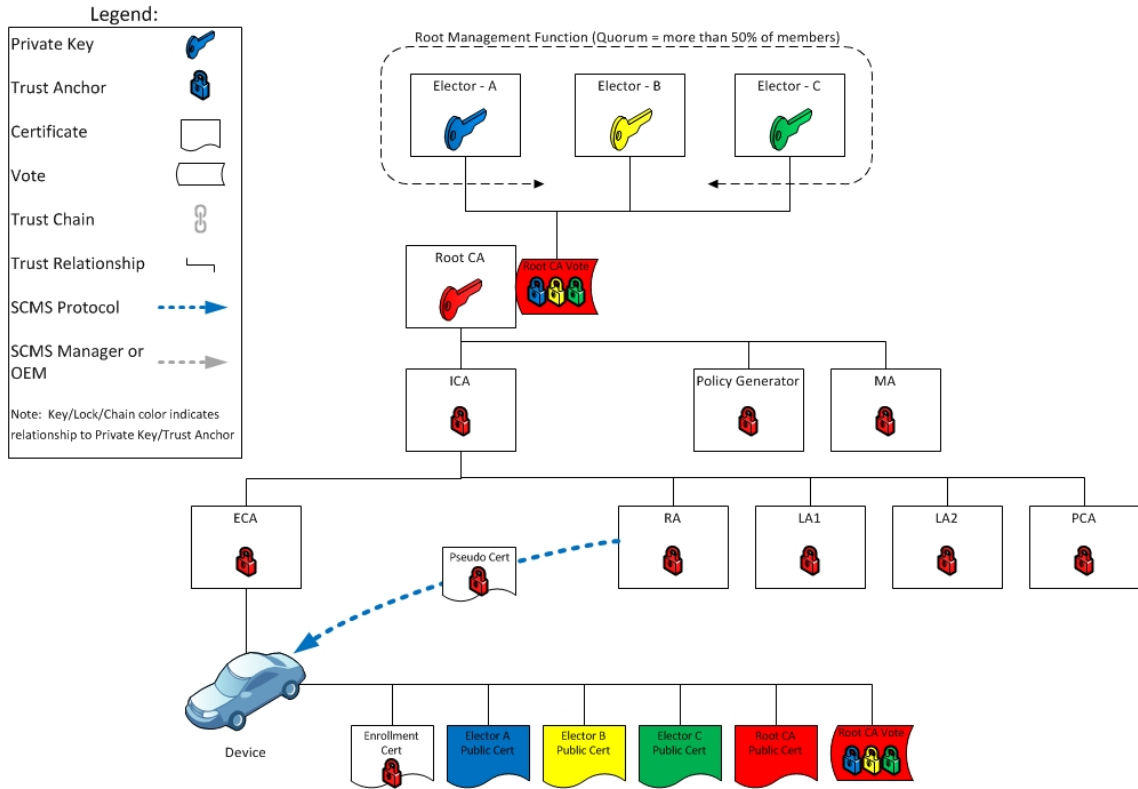 Legend:
Private Key
Trust Anchor
Certificate
Vote
Trust Chain
Trust Relationship
SCMS Protocol
SCMS Manager or
OEM
Note: Key/Lock/Chain color indicates
relationship to Private Key/Trust Anchor
Root Management Function (Quorum = more than 50% of members)
Elector - A
Elector - B
Elector - C
Root CA
Root CA Vote
ICA
Policy Generator
MA
ECA
RA
LA1
LA2
PCA
Pseudo Cert
Device
Enrollment
Cert
Elector A
Public Cert
Elector B
Public Cert
Elector C
Public Cert
Root CA
Public Cert
Root CA Vote